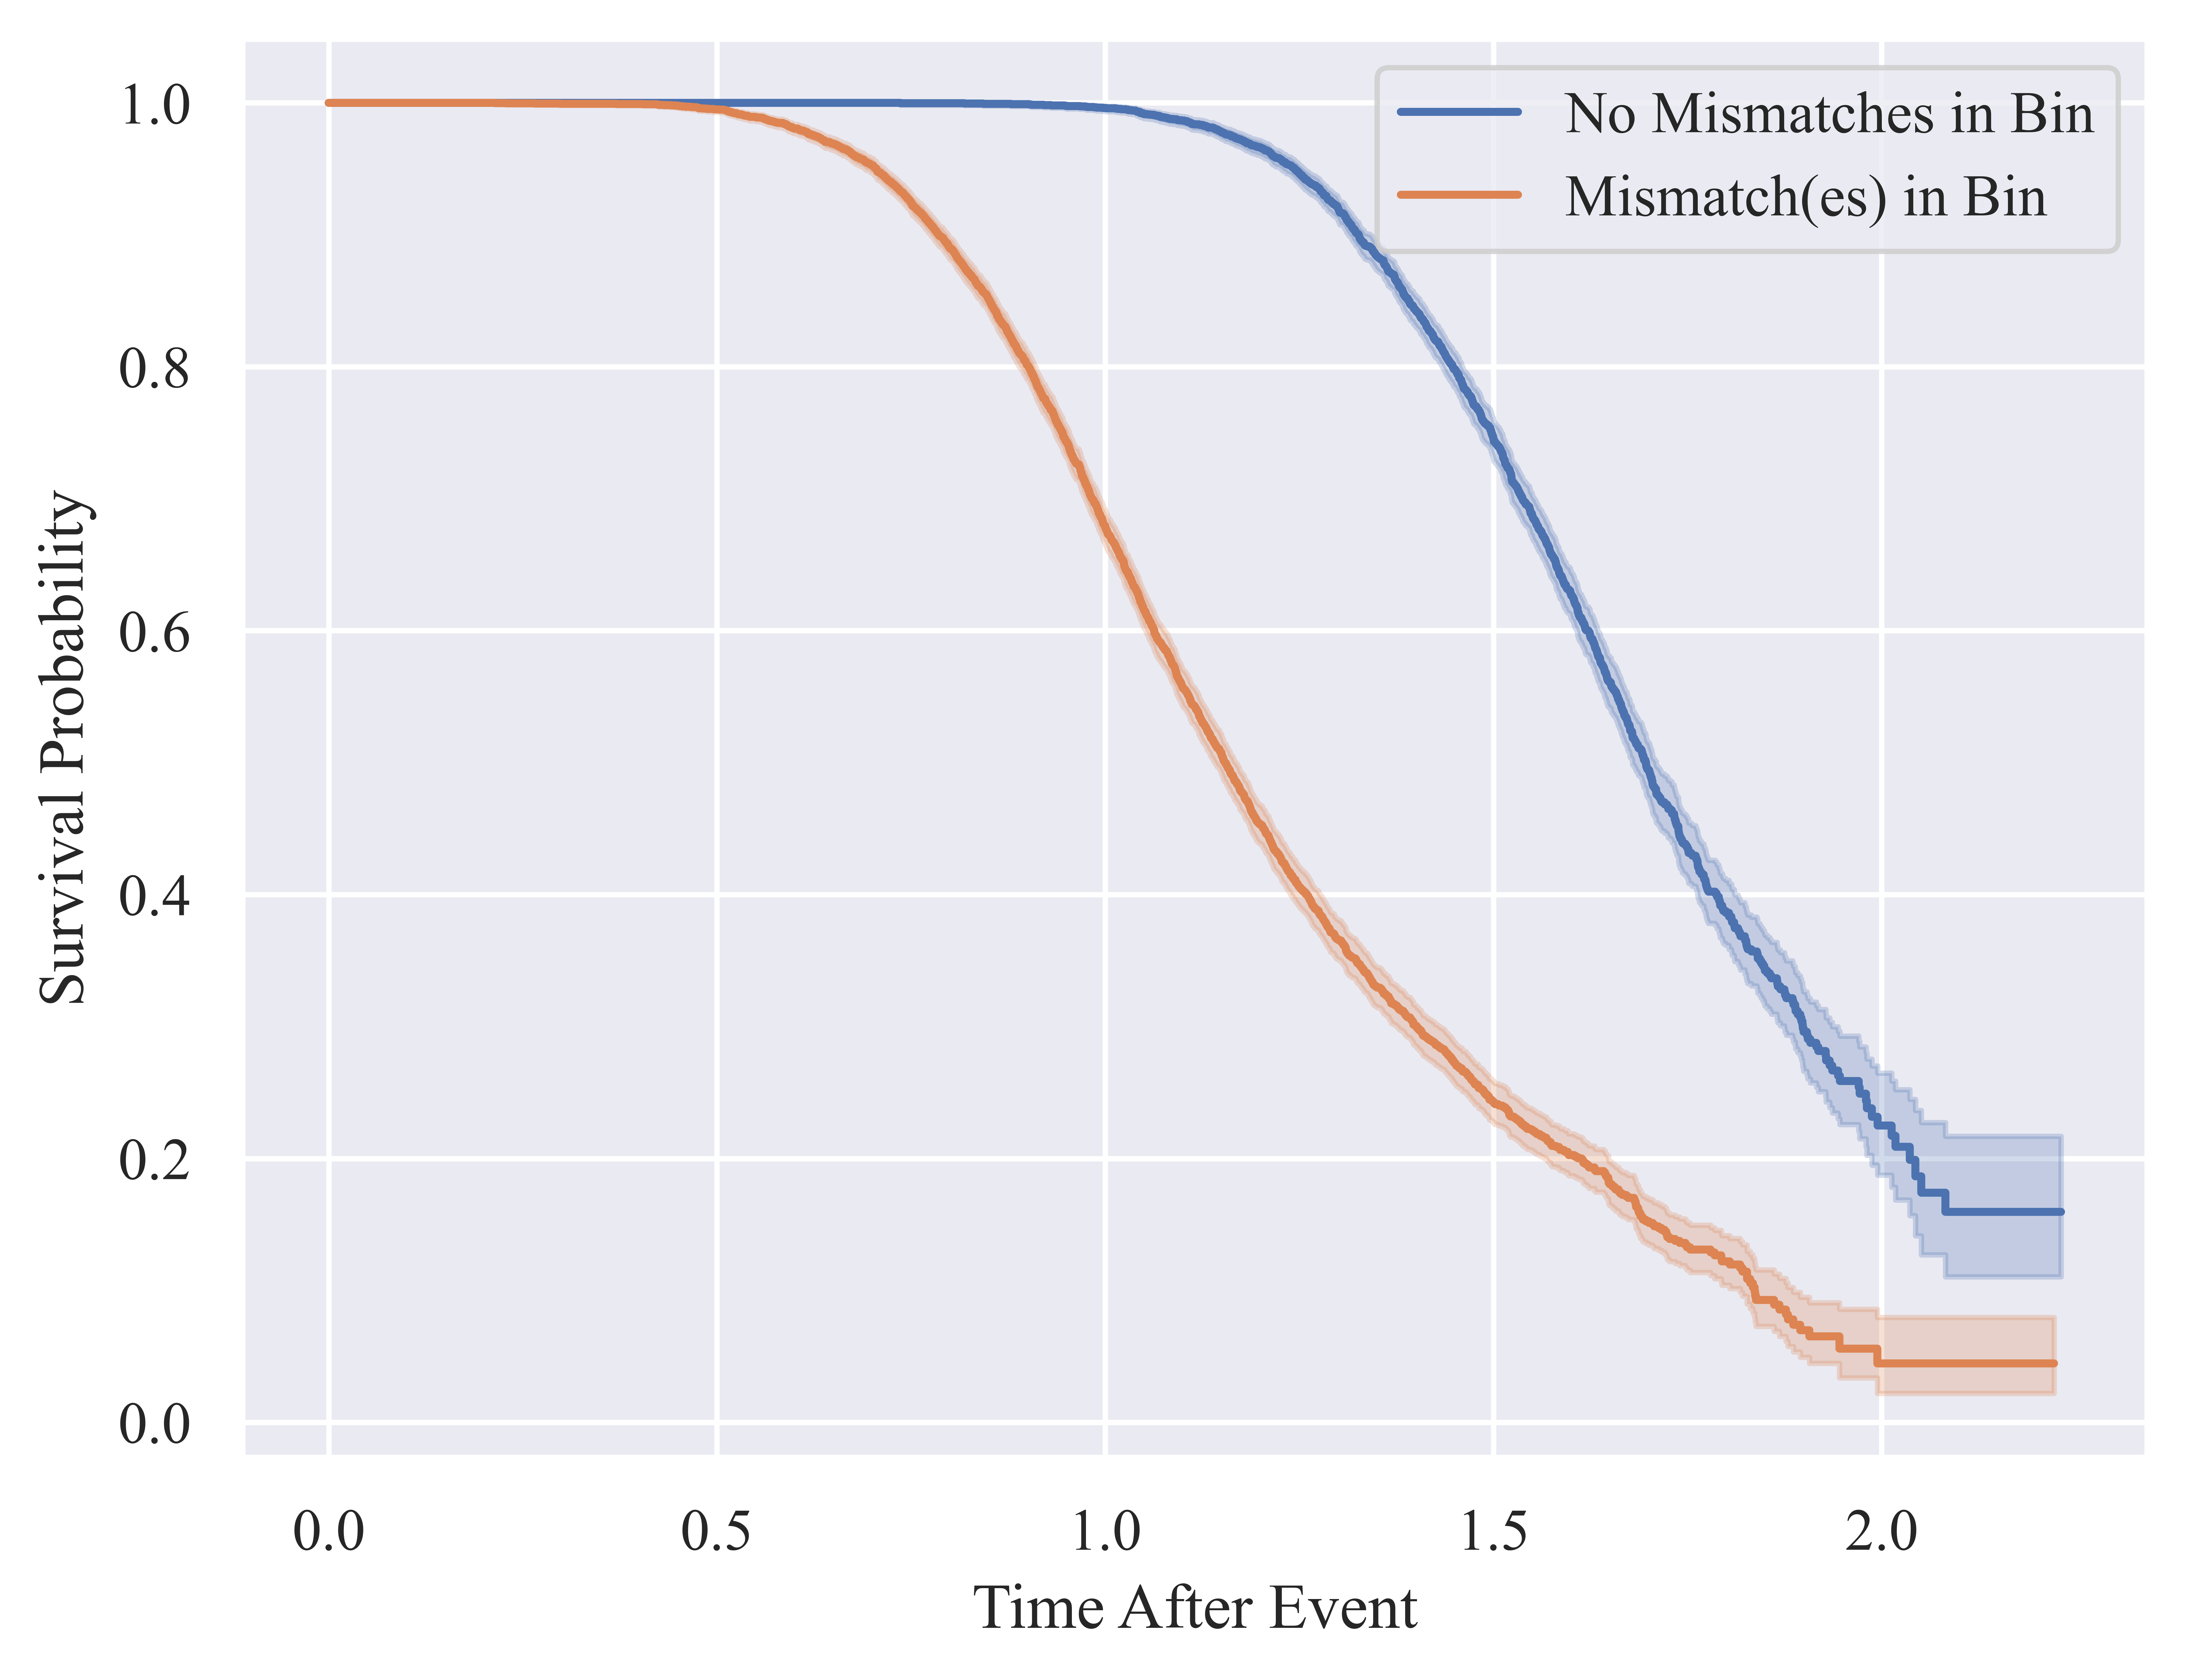 No Mismatches in Bin
Mismatch(es) in Bin
1.0
0.8
0.6
0.4
0.2
0.0
Survival Probability
0.0 0.5 1.0 1.5 2.0
Time After Event